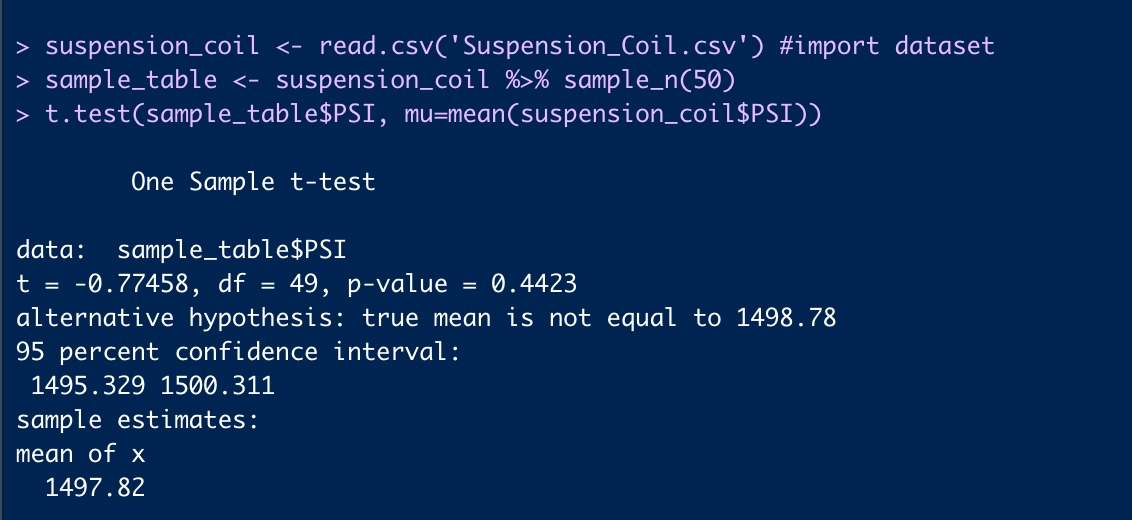 > suspension_coil <- read.csv('Suspension_Coil.csv') #import dataset
> sample_table <- suspension_coil %>% sample_n(50)
> t.test(sample_table$PSI, mu=mean(suspension_coil$PSI))
One Sample t-test
data:  sample_table$PSI
t = -0.77458, df = 49, p-value = 0.4423
alternative hypothesis: true mean is not equal to 1498.78
95 percent confidence interval:
1495.329 1500.311
sample estimates:
mean of x
1497.82